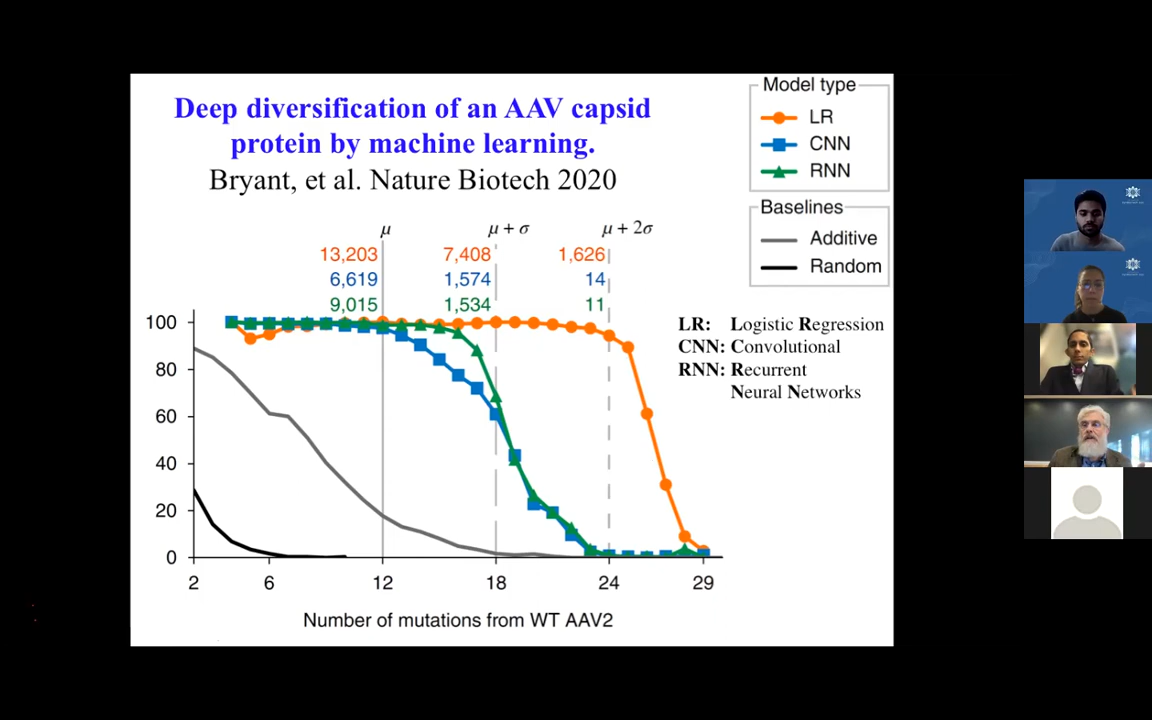 Deep diversification of an AAV capsid
protein by machine learning.
Bryant, et al. Nature Biotech 2020
Model type
LR
CNN
RNN
Baselines
Additive
Random
μ
μ + σ
μ + 2σ
13,203
7,408
1,626
6,619
1,574
14
9,015
1,534
11
LR: Logistic Regression
CNN: Convolutional
RNN: Recurrent
Neural Networks
100
80
60
40
20
0
2
6
12
18
24
29
Number of mutations from WT AAV2